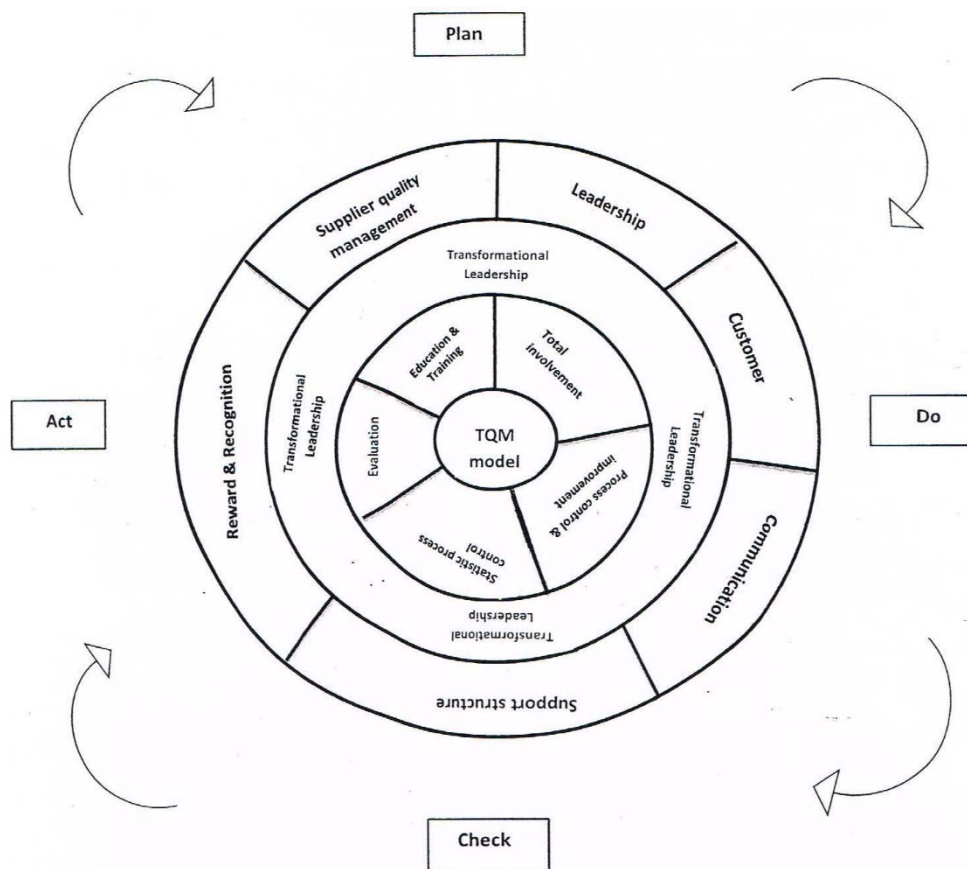 Plan
Supplier quality
management
Leadership
Transformational
Leadership
Customer
Education &
Training
Total
involvement
Reward & Recognition
Transformational
Leadership
Evaluation
TQM
model
Transformational
Leadership
Act
Do
Process control &
improvement
Statistic process
control
Communication
Transformational
Leadership
Support structure
Check